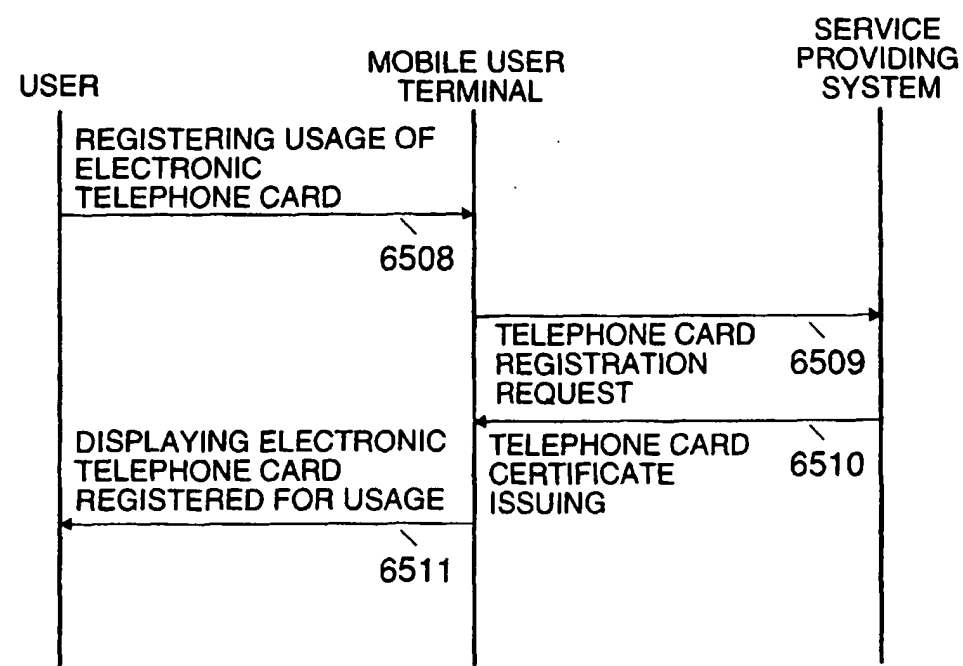 USER
MOBILE USER
TERMINAL
SERVICE
PROVIDING
SYSTEM
REGISTERING USAGE OF
ELECTRONIC
TELEPHONE CARD
6508
TELEPHONE CARD
REGISTRATION
REQUEST
6509
TELEPHONE CARD
CERTIFICATE
ISSUING
6510
DISPLAYING ELECTRONIC
TELEPHONE CARD
REGISTERED FOR USAGE
6511